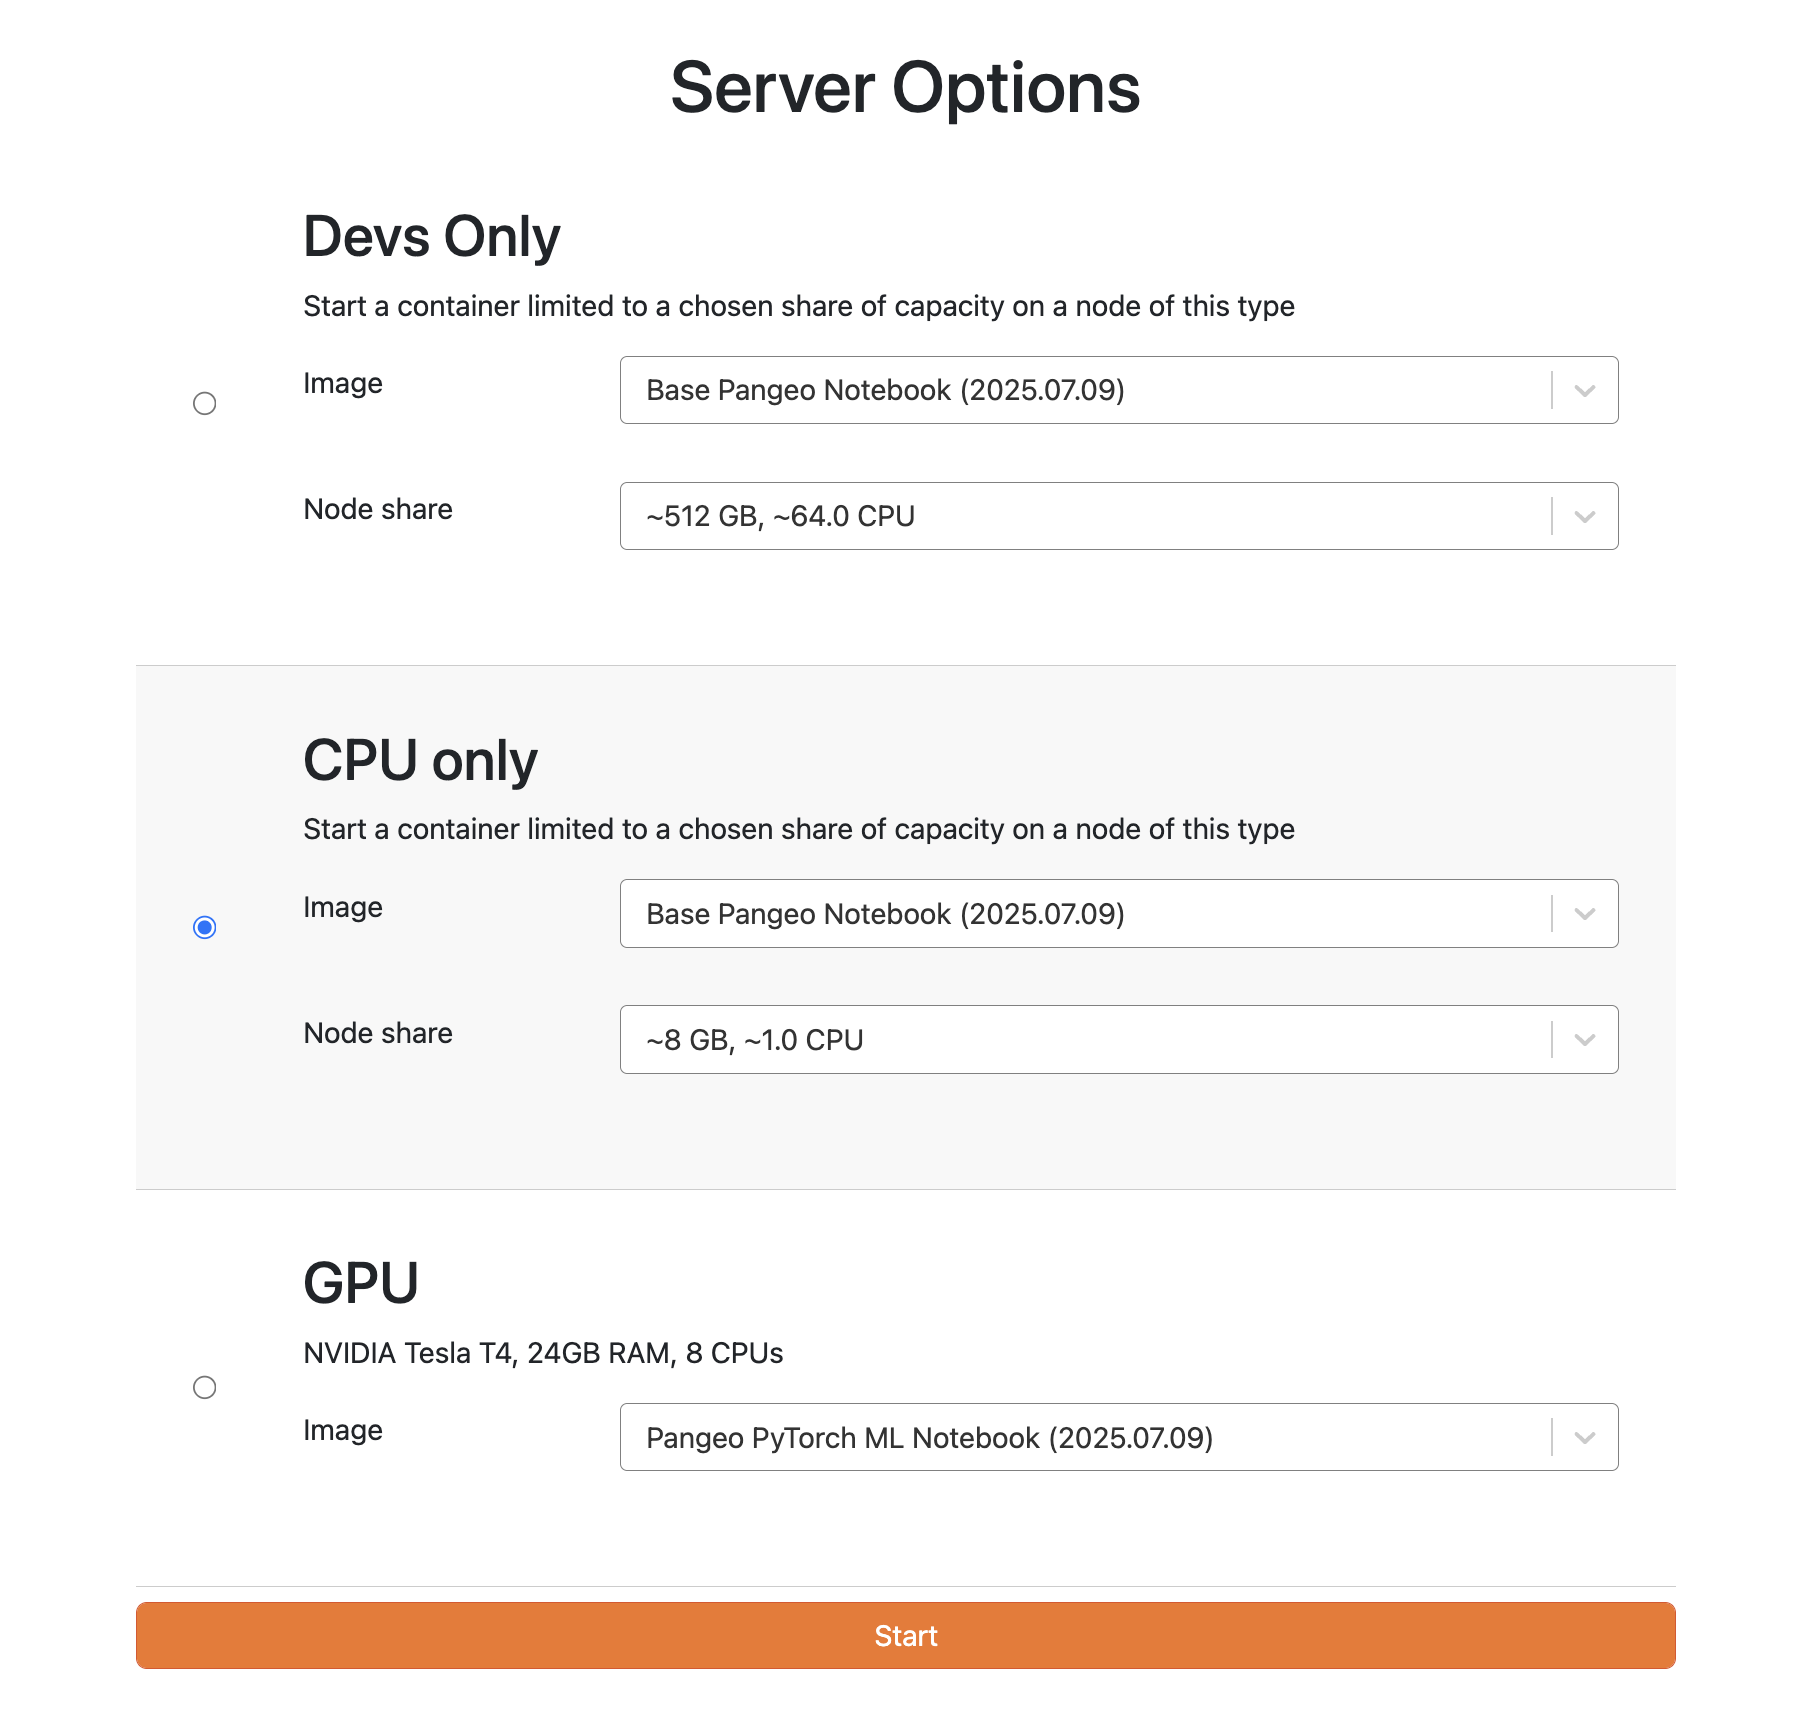 Server Options
Devs Only
Start a container limited to a chosen share of capacity on a node of this type
Image
Base Pangeo Notebook (2025.07.09)
Node share
~512 GB, ~64.0 CPU
CPU only
Start a container limited to a chosen share of capacity on a node of this type
Image
Base Pangeo Notebook (2025.07.09)
Node share
~8 GB, ~1.0 CPU
GPU
NVIDIA Tesla T4, 24GB RAM, 8 CPUs
Image
Pangeo PyTorch ML Notebook (2025.07.09)
Start